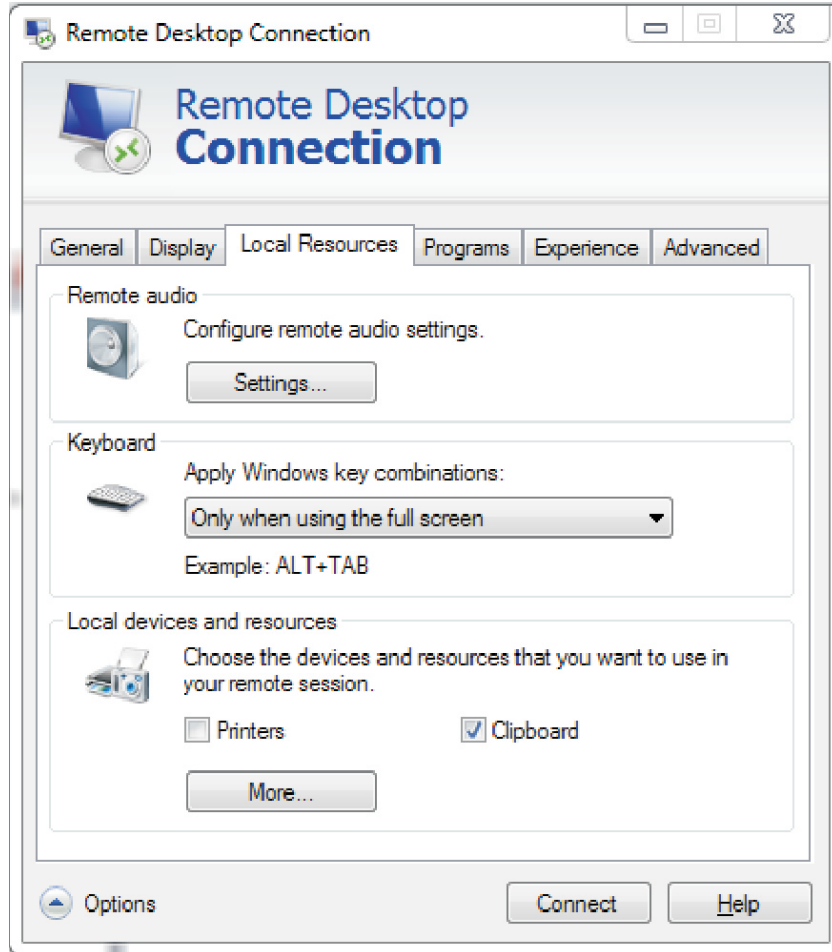 Remote Desktop Connection
Remote Desktop
Connection
General Display Local Resources Programs Experience Advanced
Remote audio
Configure remote audio settings.
Settings...
Keyboard
Apply Windows key combinations:
Only when using the full screen
Example: ALT+TAB
Local devices and resources
Choose the devices and resources that you want to use in
your remote session.
Printers Clipboard
More...
Options Connect Help